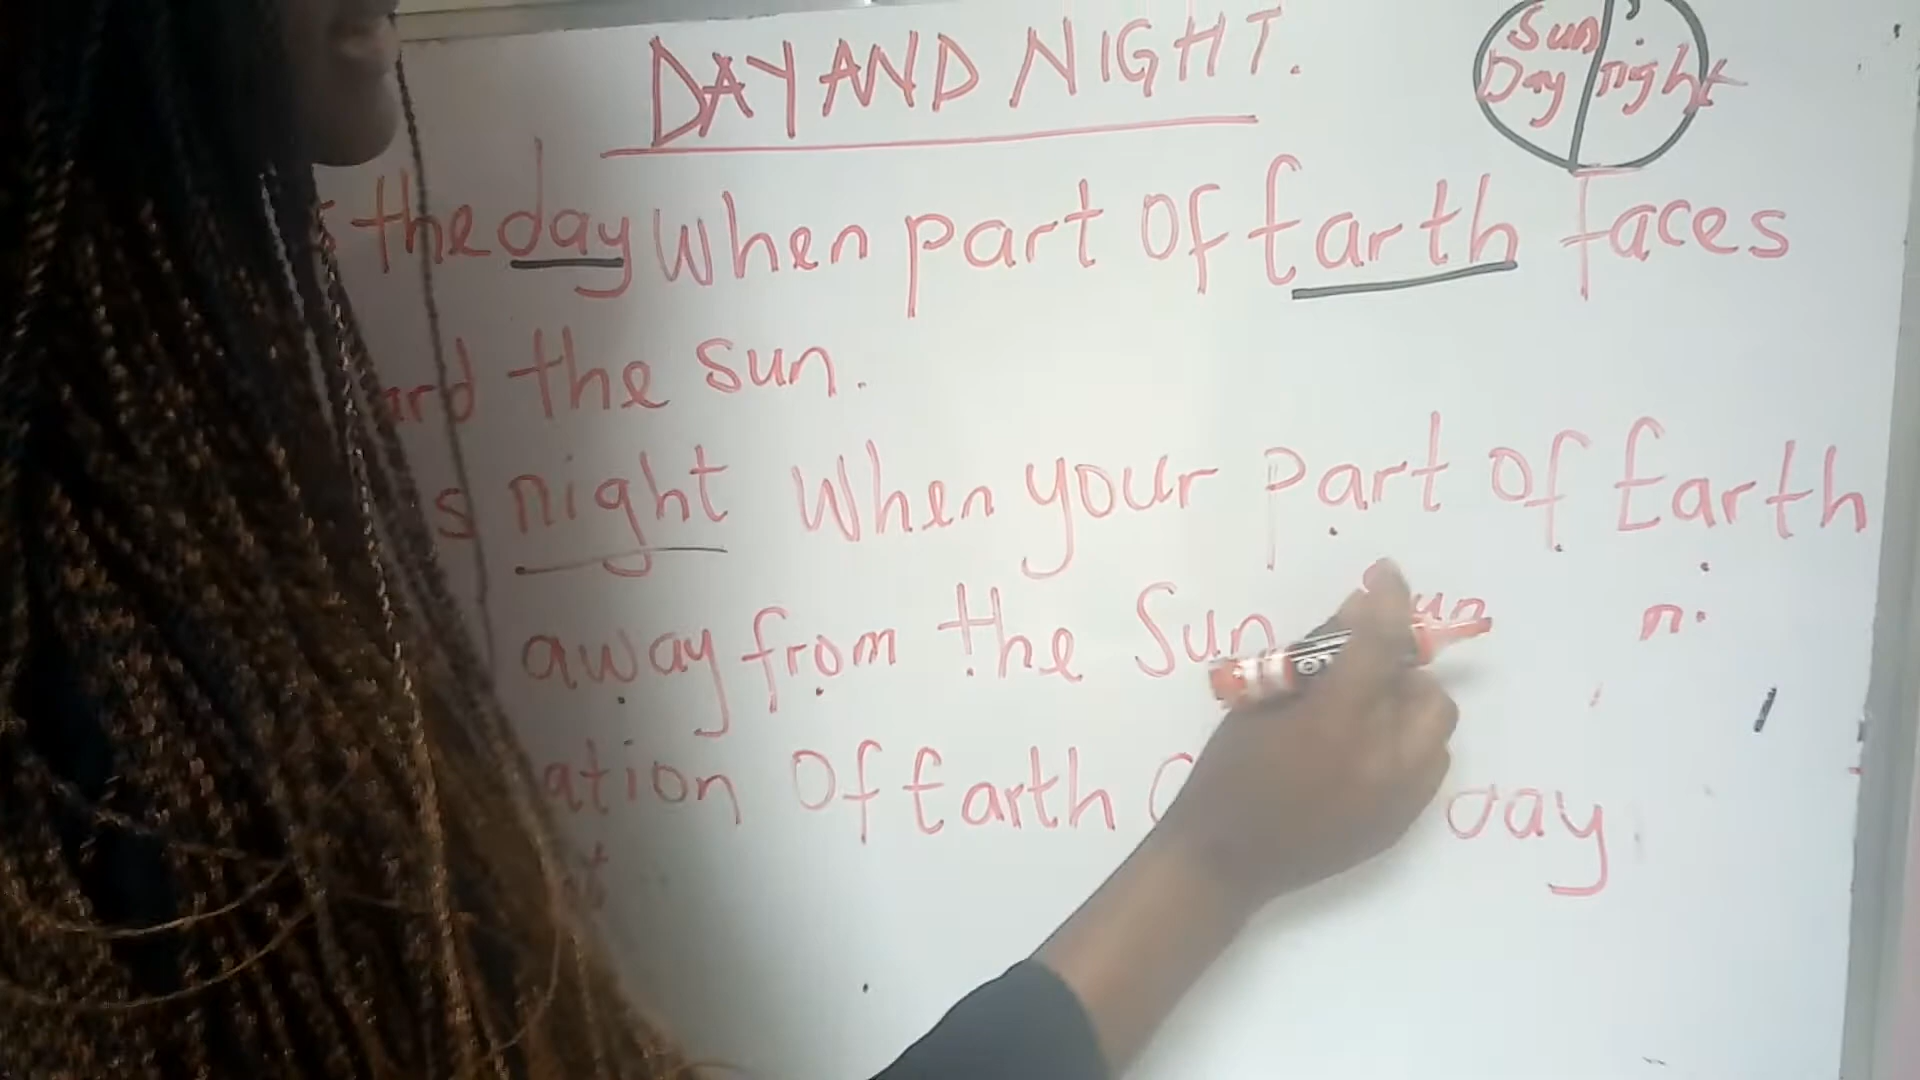 DAY AND NIGHT.
Sun
Day night
the day when part of Earth faces
the sun.
night when your part of Earth
away from the Sun
n
of Earth day